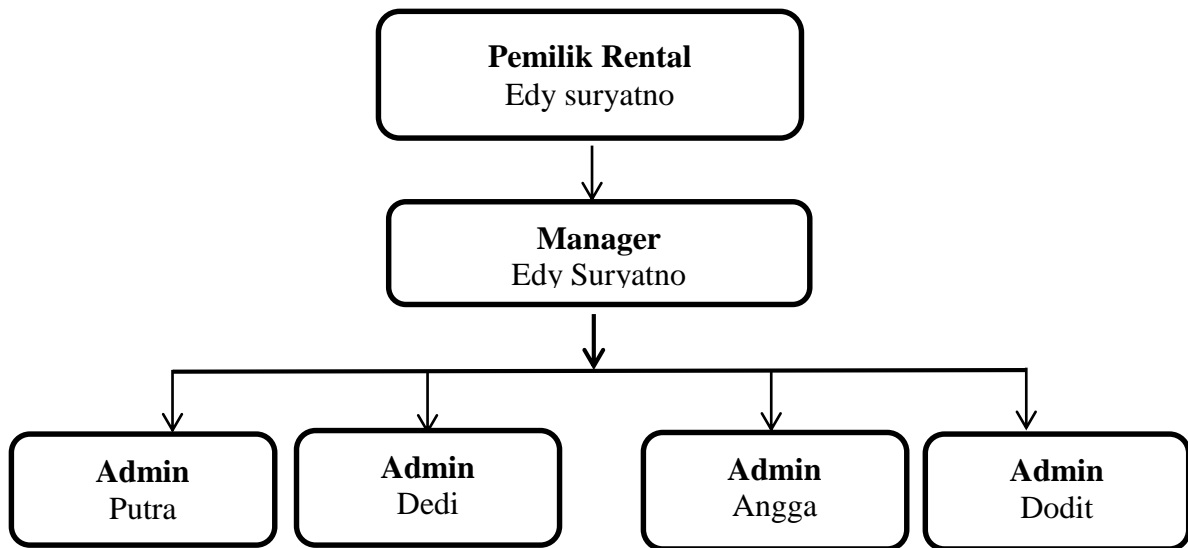 Pemilik Rental
Edy suryatno
Manager
Edy Suryatno
Admin
Putra
Admin
Dedi
Admin
Angga
Admin
Dodit